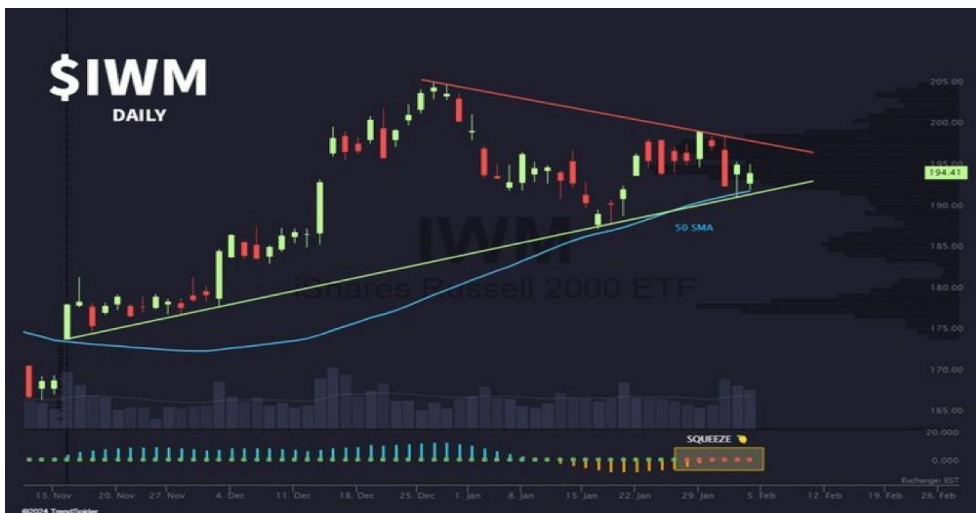 $IWM
DAILY
205.00
200.00
195.00
194.41
190.00
50 SMA
IWM
185.00
iShares Russell 2000 ETF
180.00
175.00
170.00
165.00
SQUEEZE
20.000
0.000
Exchange: EST
13. Nov 20. Nov 27. Nov 4. Dec 11. Dec 18. Dec 25. Dec 1. Jan 8. Jan 15. Jan 22. Jan 29. Jan 5. Feb 12. Feb 19. Feb 26. Feb
©2024 TrendSpider